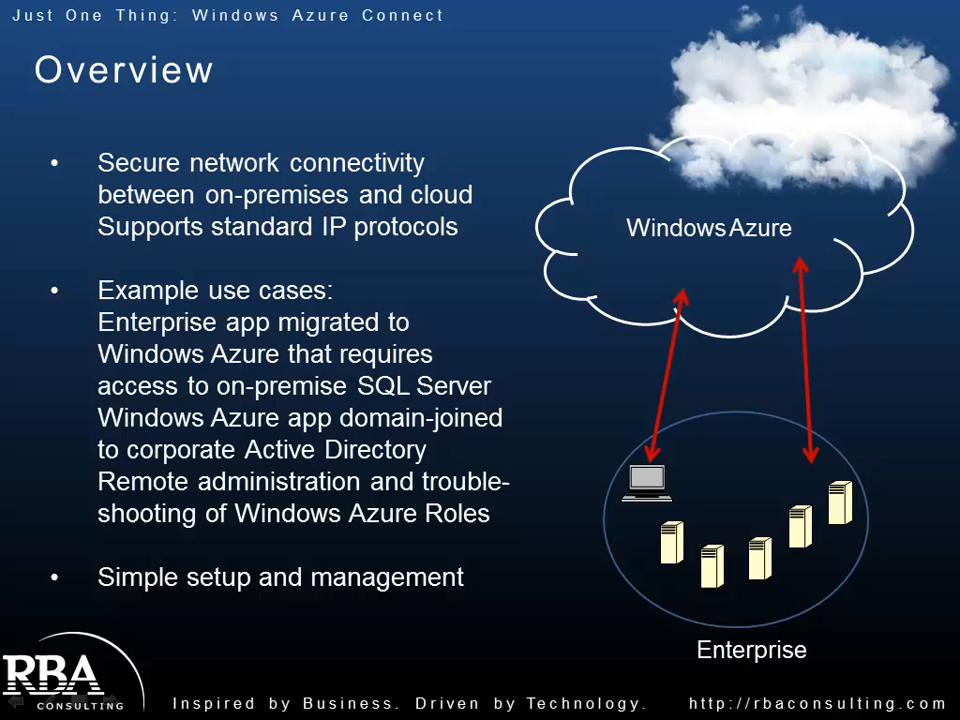 Just One Thing: Windows Azure Connect
Overview
• Secure network connectivity
between on-premises and cloud
Supports standard IP protocols
• Example use cases:
Enterprise app migrated to
Windows Azure that requires
access to on-premise SQL Server
Windows Azure app domain-joined
to corporate Active Directory
Remote administration and trouble-
shooting of Windows Azure Roles
• Simple setup and management
Windows Azure
Enterprise
RBA
CONSULTING
Inspired by Business. Driven by Technology.
http://rbaconsulting.com